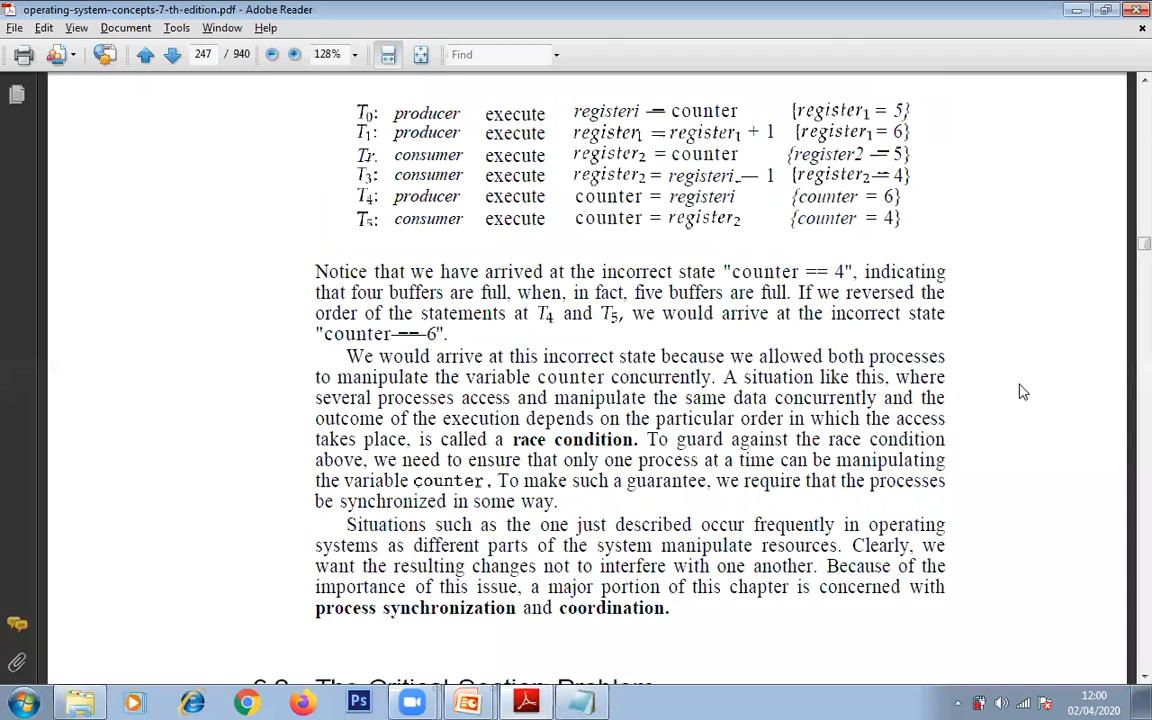 operating-system-concepts-7-th-edition.pdf - Adobe Reader
File Edit View Document Tools Window Help
247 / 940 128% Find
T0: producer execute registeri = counter {register1 = 5}
T1: producer execute register1 = register1 + 1 {register1 = 6}
Tr. consumer execute register2 = counter {register2 = 5}
T3: consumer execute register2 = registeri — 1 {register2 = 4}
T4: producer execute counter = registeri {counter = 6}
T5: consumer execute counter = register2 {counter = 4}
Notice that we have arrived at the incorrect state "counter == 4", indicating
that four buffers are full, when, in fact, five buffers are full. If we reversed the
order of the statements at T4 and T5, we would arrive at the incorrect state
"counter == 6".
We would arrive at this incorrect state because we allowed both processes
to manipulate the variable counter concurrently. A situation like this, where
several processes access and manipulate the same data concurrently and the
outcome of the execution depends on the particular order in which the access
takes place, is called a race condition. To guard against the race condition
above, we need to ensure that only one process at a time can be manipulating
the variable counter. To make such a guarantee, we require that the processes
be synchronized in some way.
Situations such as the one just described occur frequently in operating
systems as different parts of the system manipulate resources. Clearly, we
want the resulting changes not to interfere with one another. Because of the
importance of this issue, a major portion of this chapter is concerned with
process synchronization and coordination.
The Critical-Section Problem
Ps
12:00
02/04/2020